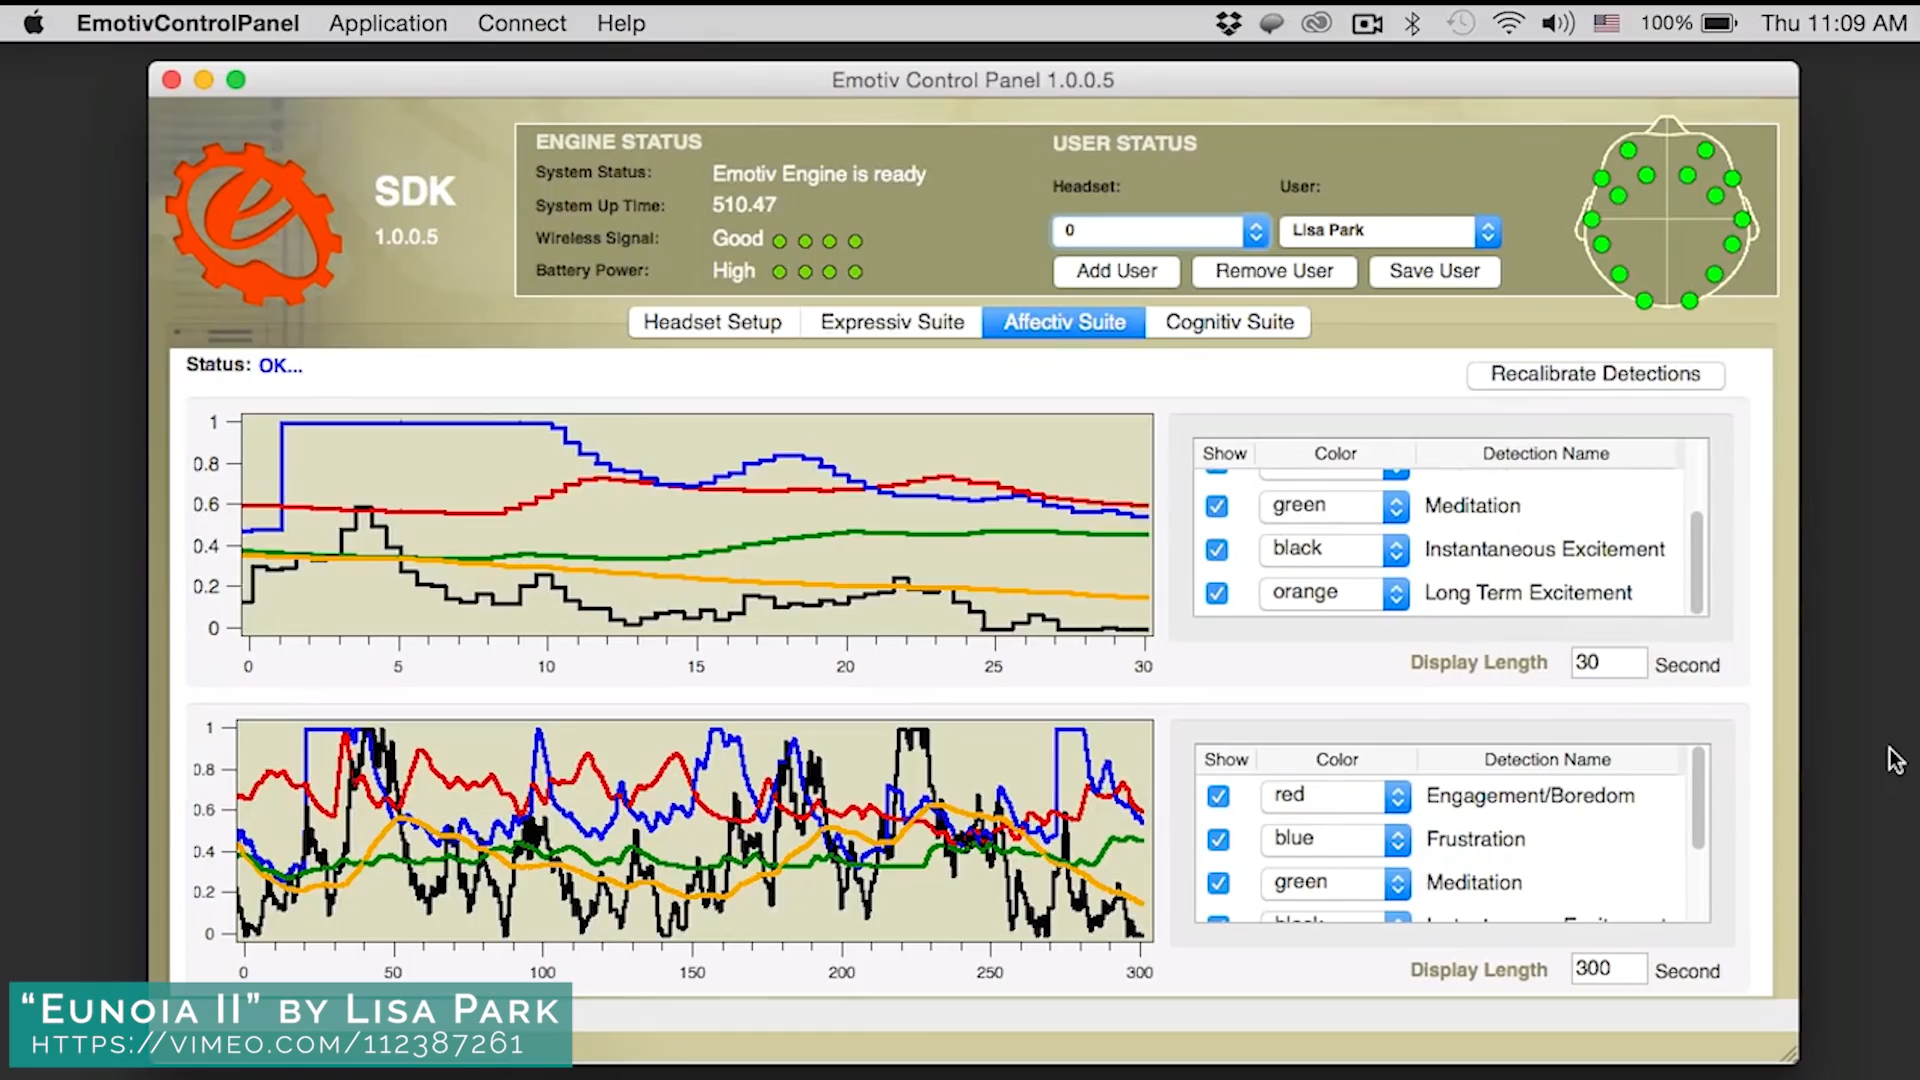 EmotivControlPanel Application Connect Help 100% Thu 11:09 AM
Emotiv Control Panel 1.0.0.5
SDK
1.0.0.5
ENGINE STATUS
System Status: Emotiv Engine is ready
System Up Time: 510.47
Wireless Signal: Good
Battery Power: High
USER STATUS
Headset: User:
0 Lisa Park
Add User Remove User Save User
Headset Setup Expressiv Suite Affectiv Suite Cognitiv Suite
Status: OK...
Recalibrate Detections
1
0.8
0.6
0.4
0.2
0
0 5 10 15 20 25 30
Show Color Detection Name
green Meditation
black Instantaneous Excitement
orange Long Term Excitement
Display Length 30 Second
1
0.8
0.6
0.4
0.2
0
0 50 100 150 200 250 300
Show Color Detection Name
red Engagement/Boredom
blue Frustration
green Meditation
Display Length 300 Second
“Eunoia II” by Lisa Park
https://vimeo.com/112387261